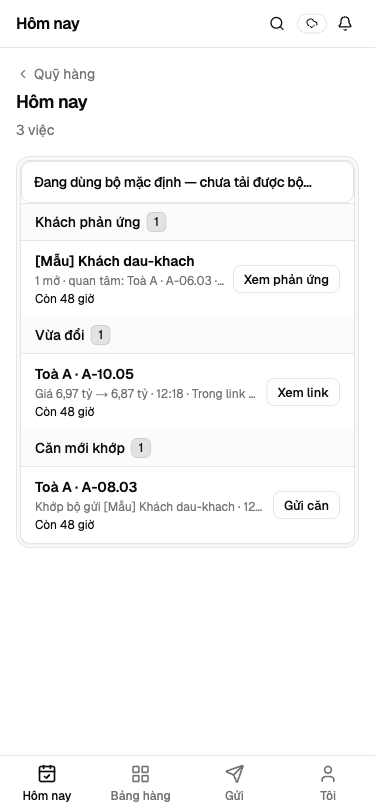 Hôm nay
Quỹ hàng
Hôm nay
3 việc
Đang dùng bộ mặc định — chưa tải được bộ...
Khách phản ứng 1
[Mẫu] Khách dau-khach
1 mở · quan tâm: Toà A · A-06.03 ·...
Xem phản ứng
Còn 48 giờ
Vừa đổi 1
Toà A · A-10.05
Giá 6,97 tỷ → 6,87 tỷ · 12:18 · Trong link ...
Xem link
Còn 48 giờ
Căn mới khớp 1
Toà A · A-08.03
Khớp bộ gửi [Mẫu] Khách dau-khach · 12...
Gửi căn
Còn 48 giờ
Hôm nay
Bảng hàng
Gửi
Tôi